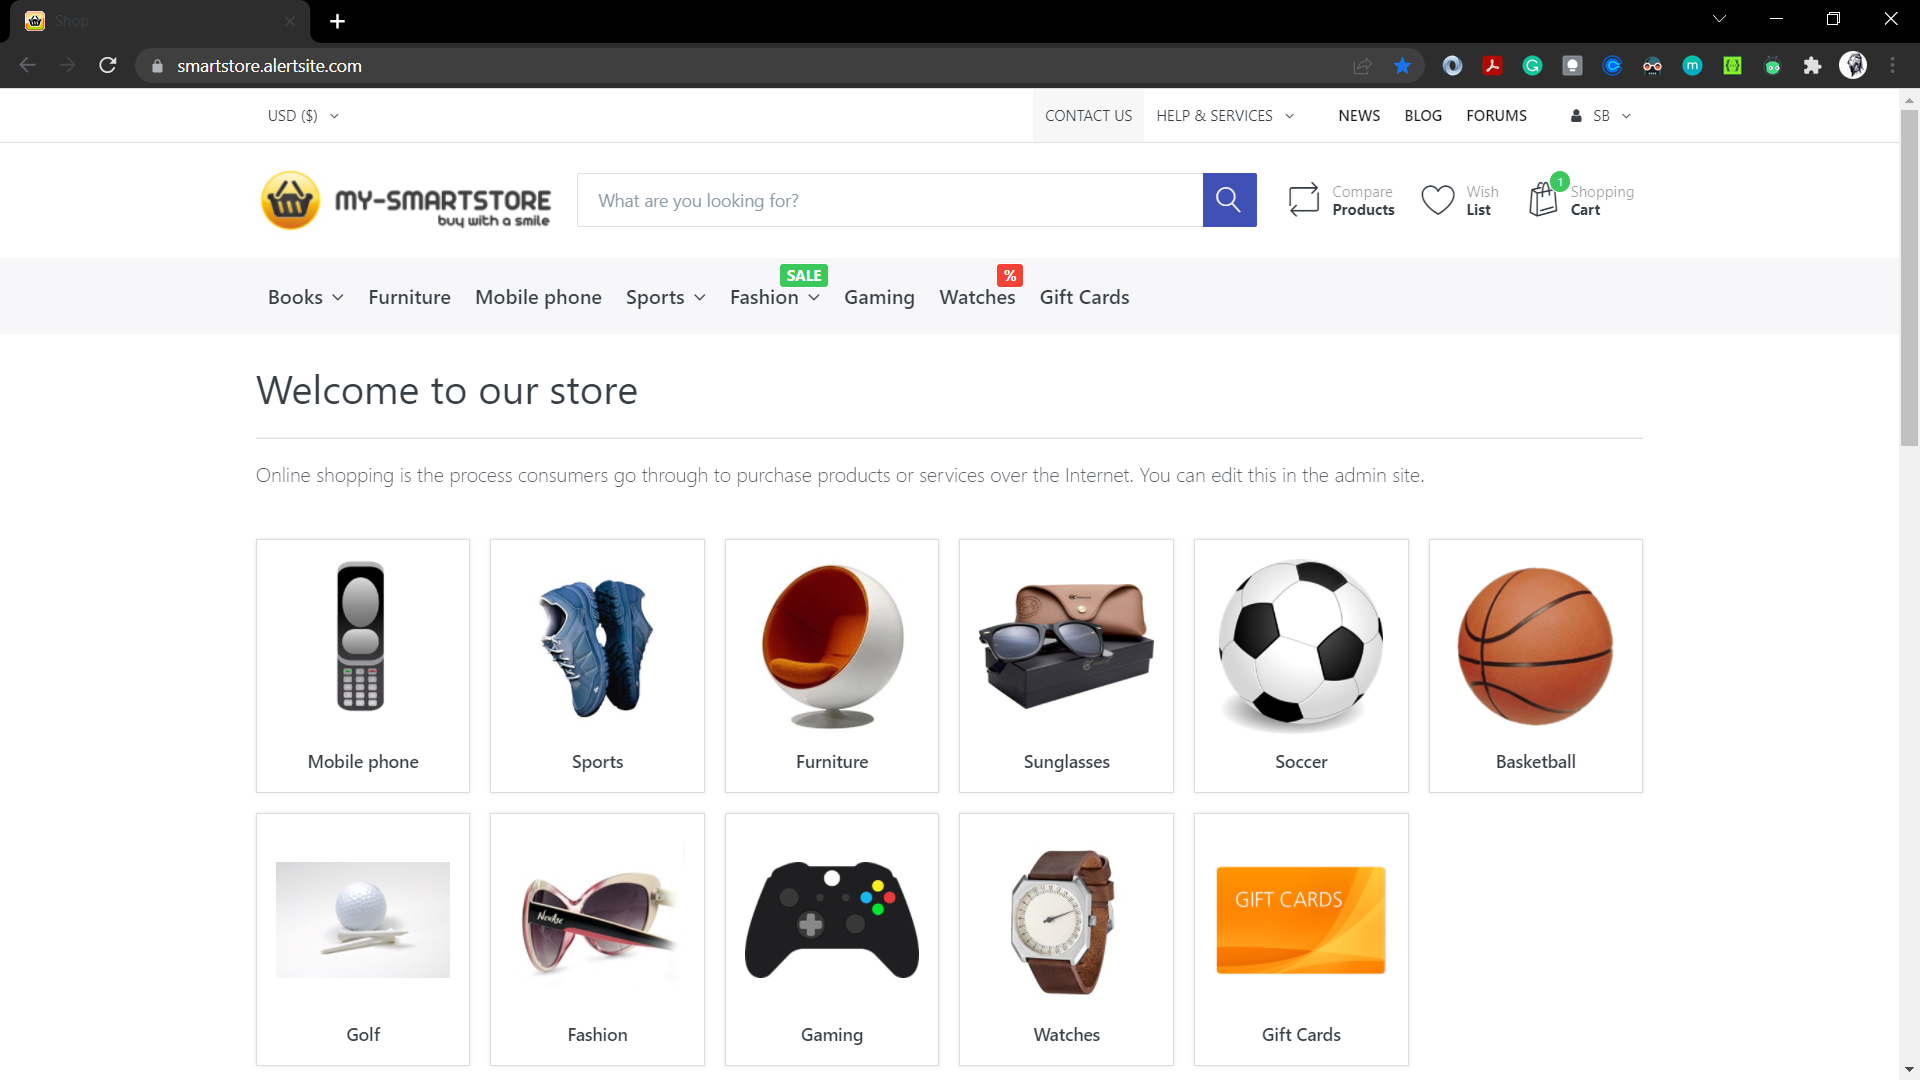 Shop
smartstore.alertsite.com
USD ($)
CONTACT US
HELP & SERVICES
NEWS
BLOG
FORUMS
SB
MY-SMARTSTORE
buy with a smile
What are you looking for?
Compare
Products
Wish
List
1
Shopping
Cart
SALE
%
Books
Furniture
Mobile phone
Sports
Fashion
Gaming
Watches
Gift Cards
Welcome to our store
Online shopping is the process consumers go through to purchase products or services over the Internet. You can edit this in the admin site.
Mobile phone
Sports
Furniture
Sunglasses
Soccer
Basketball
GIFT CARDS
Golf
Fashion
Gaming
Watches
Gift Cards